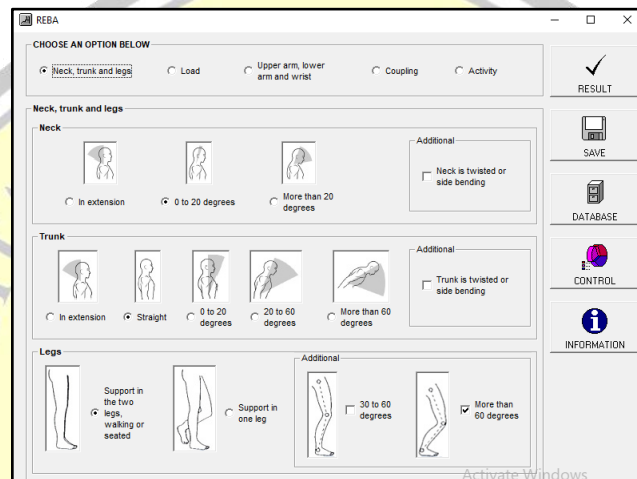 REBA
CHOOSE AN OPTION BELOW
Neck, trunk and legs
Load
Upper arm, lower
arm and wrist
Coupling
Activity
RESULT
SAVE
DATABASE
CONTROL
INFORMATION
Neck, trunk and legs
Neck
In extension
0 to 20 degrees
More than 20
degrees
Additional
Neck is twisted or
side bending
Trunk
In extension
Straight
0 to 20
degrees
20 to 60
degrees
More than 60
degrees
Additional
Trunk is twisted or
side bending
Legs
Support in
the two
legs,
walking or
seated
Support in
one leg
Additional
30 to 60
degrees
More than
60 degrees
Activate Windows